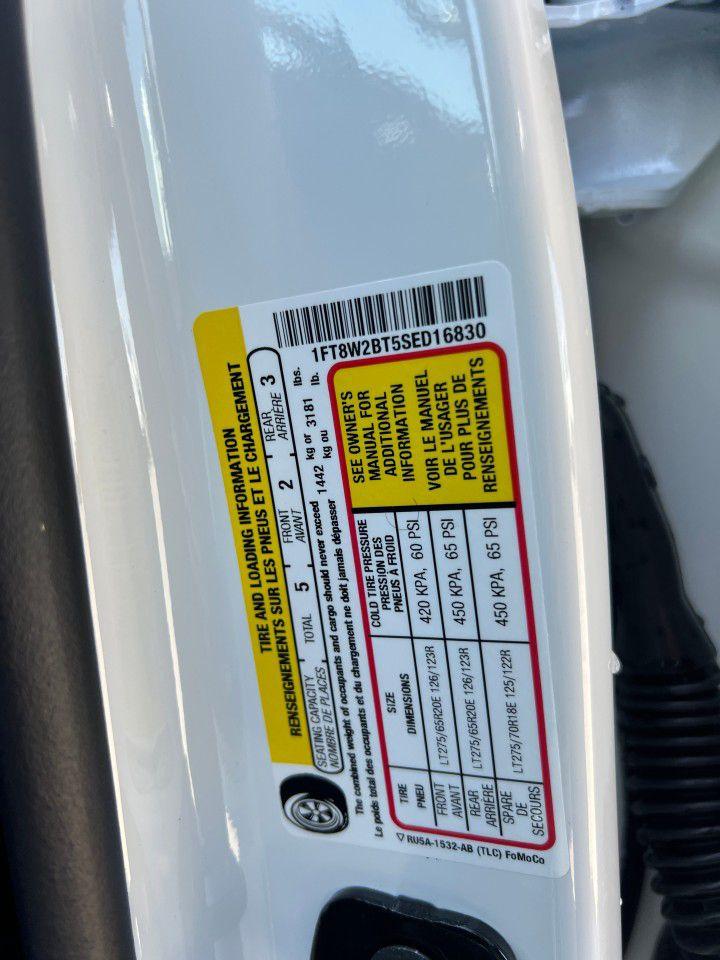 TIRE AND LOADING INFORMATION
RENSEIGNEMENTS SUR LES PNEUS ET LE CHARGEMENT
SEATING CAPACITY TOTAL 5 FRONT 2 REAR 3
NOMBRE DE PLACES AVANT ARRIÈRE
The combined weight of occupants and cargo should never exceed 1442 kg or 3181 lbs.
Le poids total des occupants et du chargement ne doit jamais dépasser kg ou lb.
1FT8W2BT5SED16830
TIRE SIZE COLD TIRE PRESSURE
PNEU DIMENSIONS PRESSION DES
PNEUS À FROID
FRONT LT275/65R20E 126/123R 420 KPA, 60 PSI
AVANT
REAR LT275/65R20E 126/123R 450 KPA, 65 PSI
ARRIÈRE
SPARE LT275/70R18E 125/122R 450 KPA, 65 PSI
DE
SECOURS
SEE OWNER'S
MANUAL FOR
ADDITIONAL
INFORMATION
VOIR LE MANUEL
DE L'USAGER
POUR PLUS DE
RENSEIGNEMENTS
RU5A-1532-AB (TLC) FoMoCo